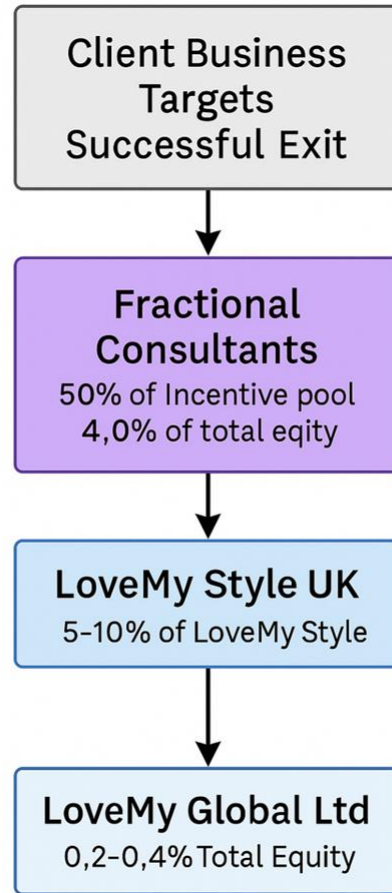 Client Business
Targets
Successful Exit
Fractional
Consultants
50% of Incentive pool
4,0% of total eqity
LoveMy Style UK
5-10% of LoveMy Style
LoveMy Global Ltd
0,2-0,4% Total Equity